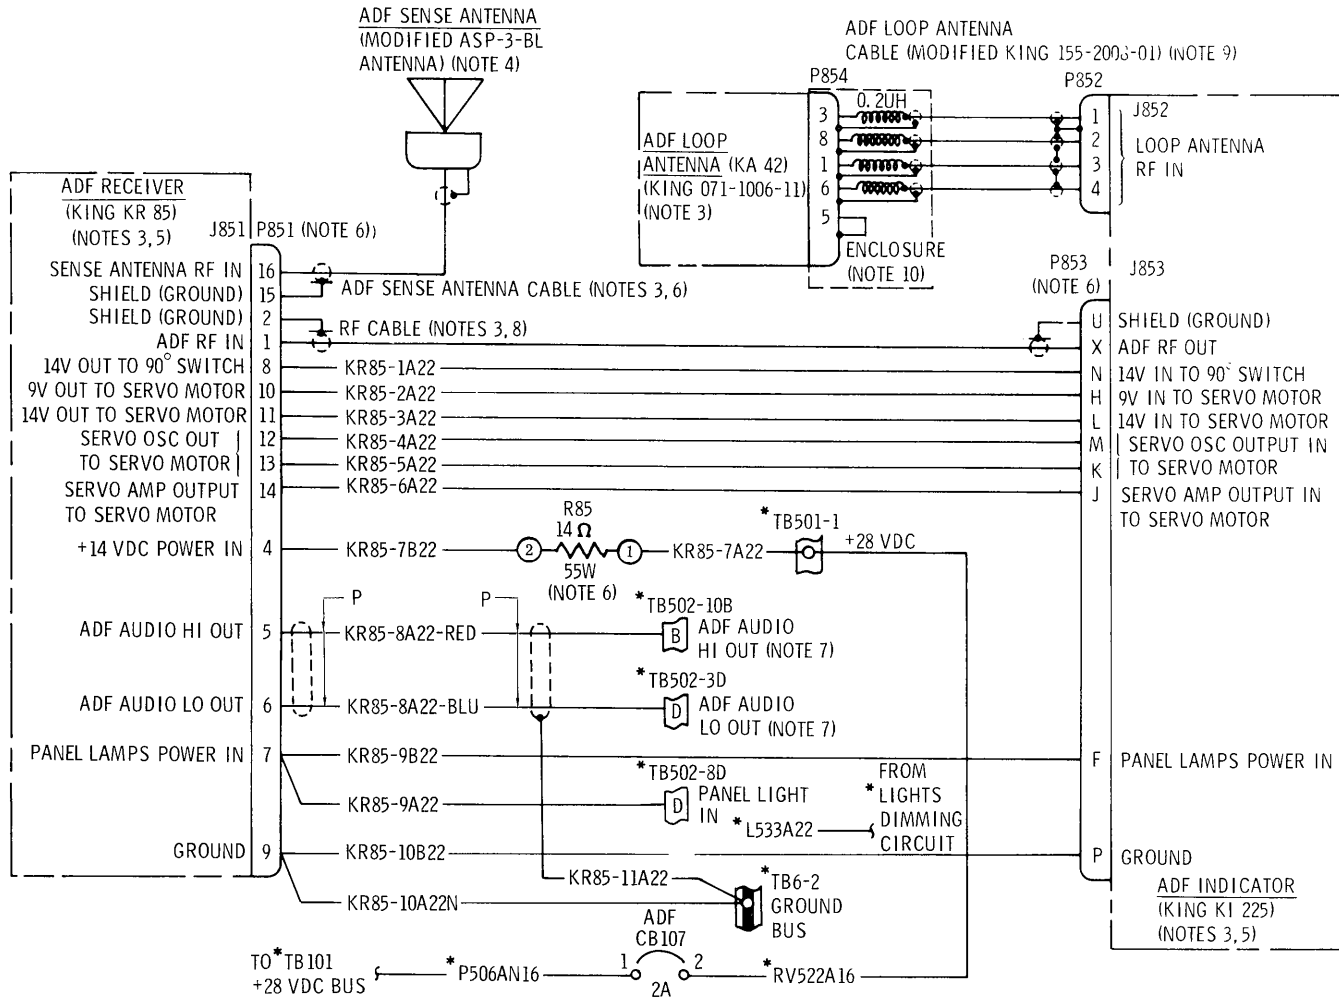 ADF SENSE ANTENNA
(MODIFIED ASP-3-BL
ANTENNA) (NOTE 4)
ADF LOOP ANTENNA
CABLE (MODIFIED KING 155-2008-01) (NOTE 9)
P854
P852
0.2UH
3
8
1
6
5
1
2
3
4
J852
LOOP ANTENNA
RF IN
ADF LOOP
ANTENNA (KA 42)
(KING 071-1006-11)
(NOTE 3)
ENCLOSURE
(NOTE 10)
ADF RECEIVER
(KING KR 85)
(NOTES 3,5)
J851
P851 (NOTE 6))
P853
(NOTE 6)
J853
SENSE ANTENNA RF IN 16
SHIELD (GROUND) 15
ADF SENSE ANTENNA CABLE (NOTES 3,6)
SHIELD (GROUND) 2
RF CABLE (NOTES 3,8)
U SHIELD (GROUND)
ADF RF IN 1
X ADF RF OUT
14V OUT TO 90° SWITCH 8 KR85-1A22 N 14V IN TO 90° SWITCH
9V OUT TO SERVO MOTOR 10 KR85-2A22 H 9V IN TO SERVO MOTOR
14V OUT TO SERVO MOTOR 11 KR85-3A22 L 14V IN TO SERVO MOTOR
SERVO OSC OUT 12 KR85-4A22 M SERVO OSC OUTPUT IN
TO SERVO MOTOR 13 KR85-5A22 K TO SERVO MOTOR
SERVO AMP OUTPUT 14 KR85-6A22 J SERVO AMP OUTPUT IN
TO SERVO MOTOR
TO SERVO MOTOR
R85
14 Ω
*TB501-1
+14 VDC POWER IN 4 KR85-7B22 2 1 KR85-7A22 +28 VDC
55W
(NOTE 6)
P
P
*TB502-10B
ADF AUDIO HI OUT 5 KR85-8A22-RED B ADF AUDIO
HI OUT (NOTE 7)
*TB502-3D
ADF AUDIO LO OUT 6 KR85-8A22-BLU D ADF AUDIO
LO OUT (NOTE 7)
PANEL LAMPS POWER IN 7 KR85-9B22 F PANEL LAMPS POWER IN
*TB502-8D
KR85-9A22 D PANEL LIGHT
IN
*L533A22
FROM
*LIGHTS
DIMMING
CIRCUIT
GROUND 9 KR85-10B22 P GROUND
KR85-11A22
*TB6-2
GROUND
BUS
KR85-10A22N
ADF INDICATOR
(KING KI 225)
(NOTES 3,5)
ADF
CB107
TO *TB101
+28 VDC BUS
*P506AN16
1 2
2A
*RV522A16